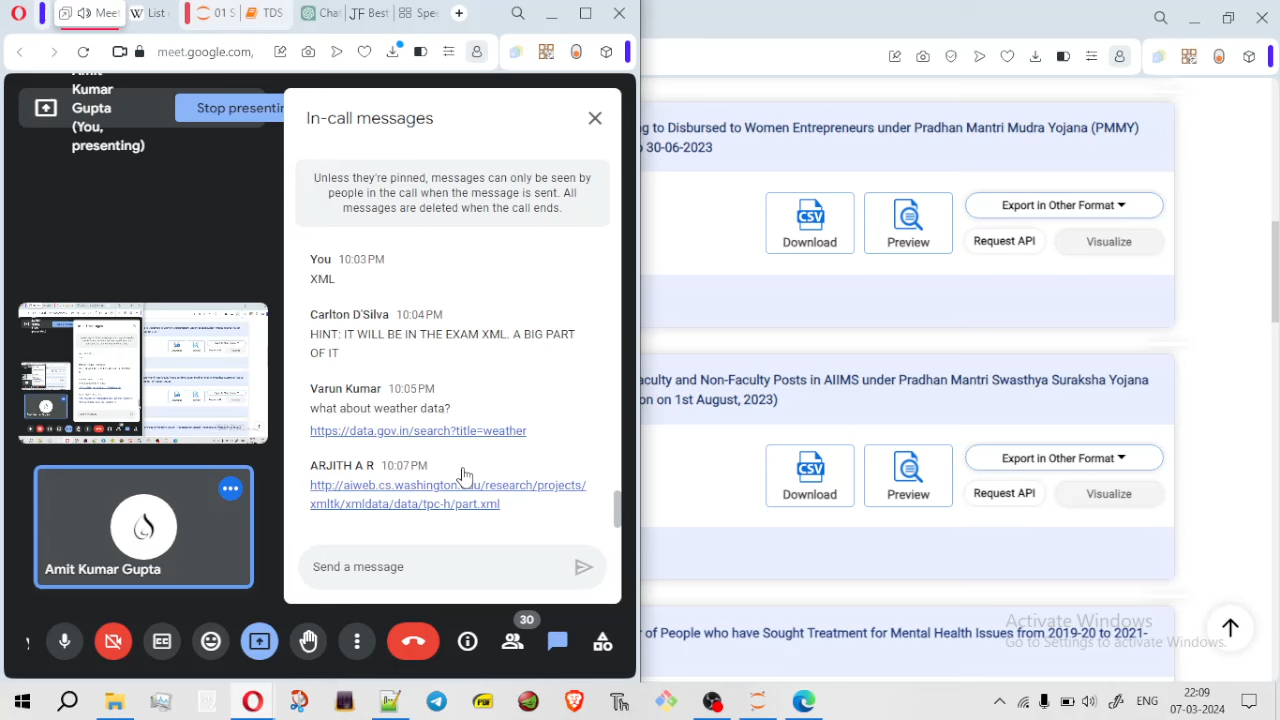 Meet
List
01 S
TDS
Chat
JF Best
Spee
meet.google.com,
Amit
Kumar
Gupta
(You,
presenting)
Stop presentin
In-call messages
Unless they're pinned, messages can only be seen by
people in the call when the message is sent. All
messages are deleted when the call ends.
You 10:03 PM
XML
Carlton D'Silva 10:04 PM
HINT: IT WILL BE IN THE EXAM XML. A BIG PART
OF IT
Varun Kumar 10:05 PM
what about weather data?
https://data.gov.in/search?title=weather
ARJITH A R 10:07 PM
http://aiweb.cs.washington. u/research/projects/
xmltk/xmldata/data/tpc-h/part.xml
Send a message
Amit Kumar Gupta
30
g to Disbursed to Women Entrepreneurs under Pradhan Mantri Mudra Yojana (PMMY)
30-06-2023
CSV
Download
Preview
Export in Other Format
Request API
Visualize
aculty and Non-Faculty Posts in AIIMS under Pradhan Mantri Swasthya Suraksha Yojana
on on 1st August, 2023)
CSV
Download
Preview
Export in Other Format
Request API
Visualize
r of People who have Sought Treatment for Mental Health Issues from 2019-20 to 2021-
Activate Windows
Go to Settings to activate Windows.
ENG
22:09
07-03-2024